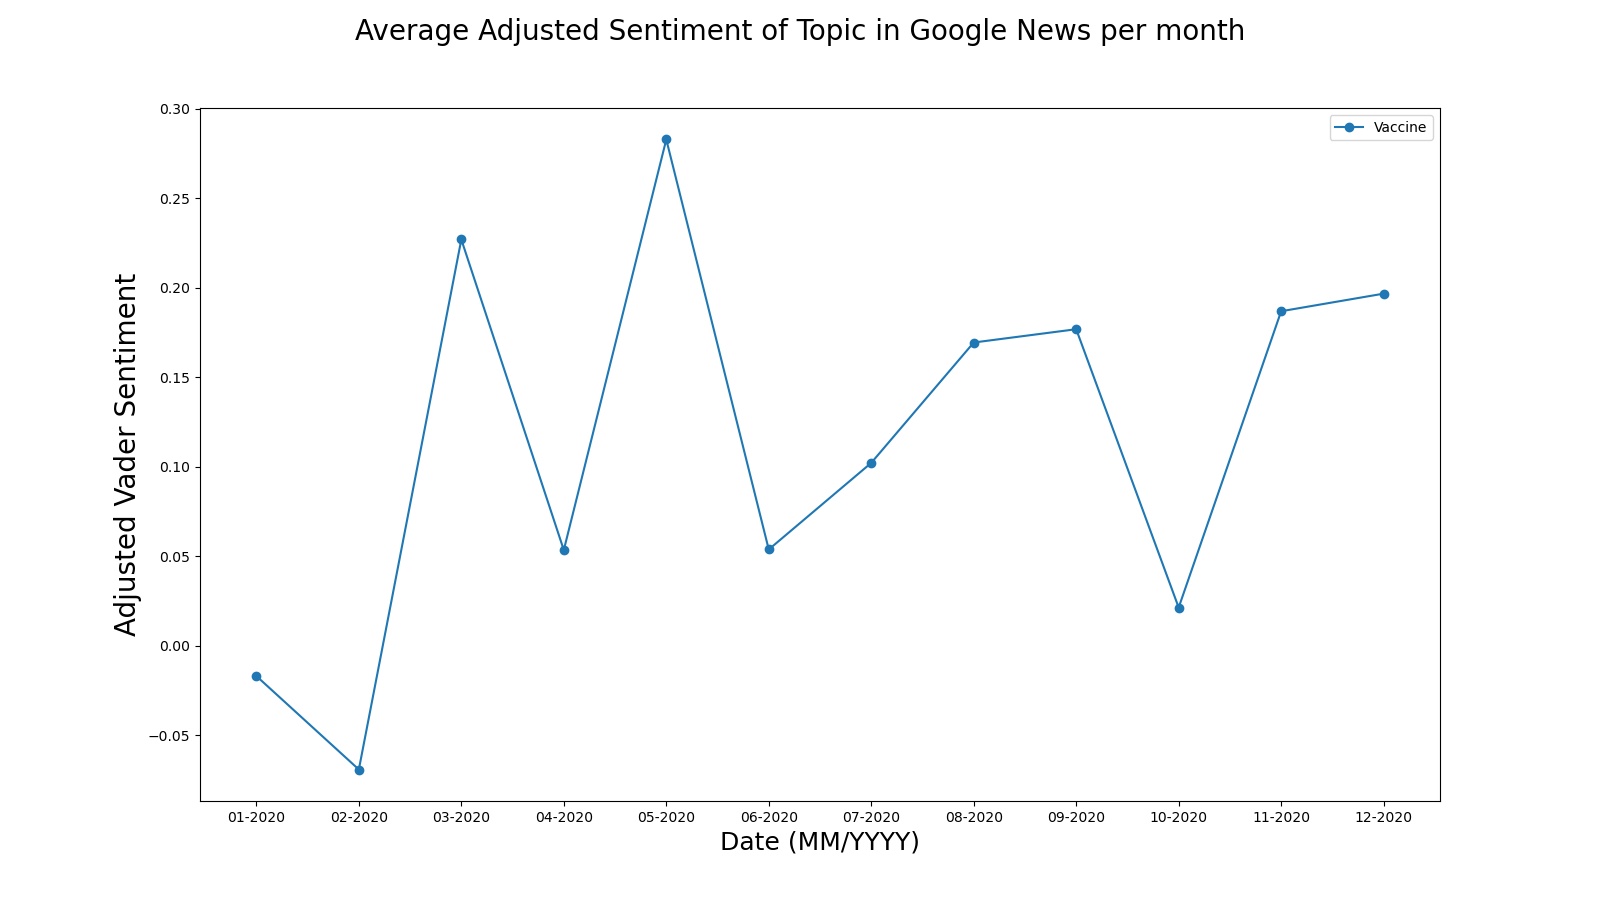 Average Adjusted Sentiment of Topic in Google News per month
Vaccine
Adjusted Vader Sentiment
0.30
0.25
0.20
0.15
0.10
0.05
0.00
−0.05
01-2020 02-2020 03-2020 04-2020 05-2020 06-2020 07-2020 08-2020 09-2020 10-2020 11-2020 12-2020
Date (MM/YYYY)